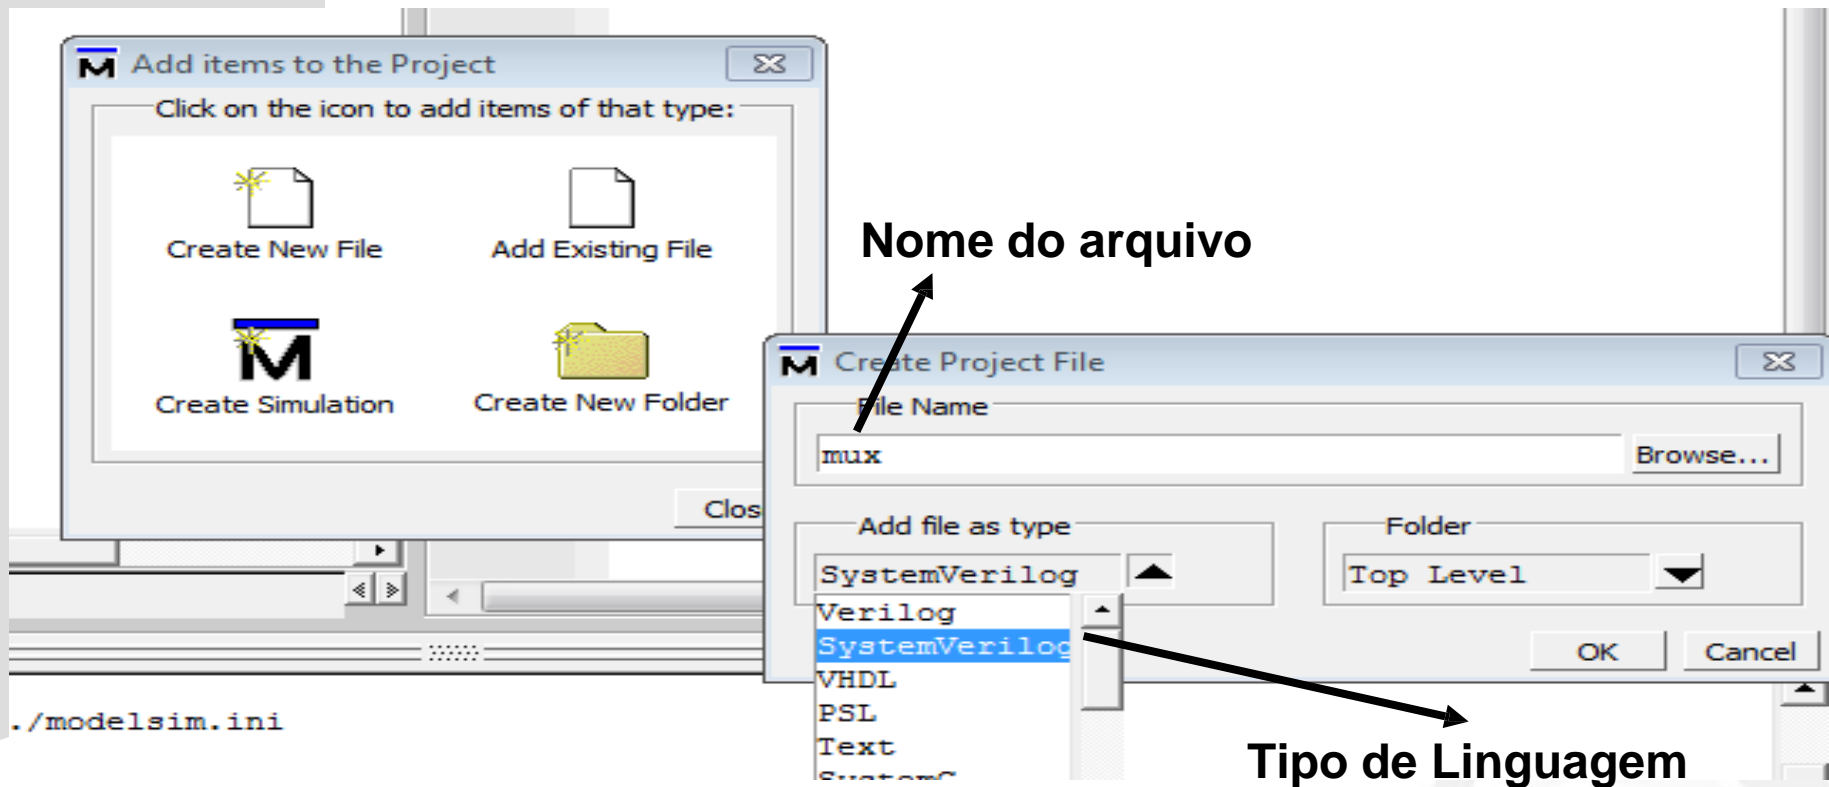 Add items to the Project
Click on the icon to add items of that type:
Create New File
Add Existing File
Create Simulation
Create New Folder
Clos
Nome do arquivo
Create Project File
File Name
mux
Browse...
Add file as type
Folder
SystemVerilog
Top Level
Verilog
SystemVerilog
VHDL
PSL
Text
SystemC
OK
Cancel
./modelsim.ini
Tipo de Linguagem